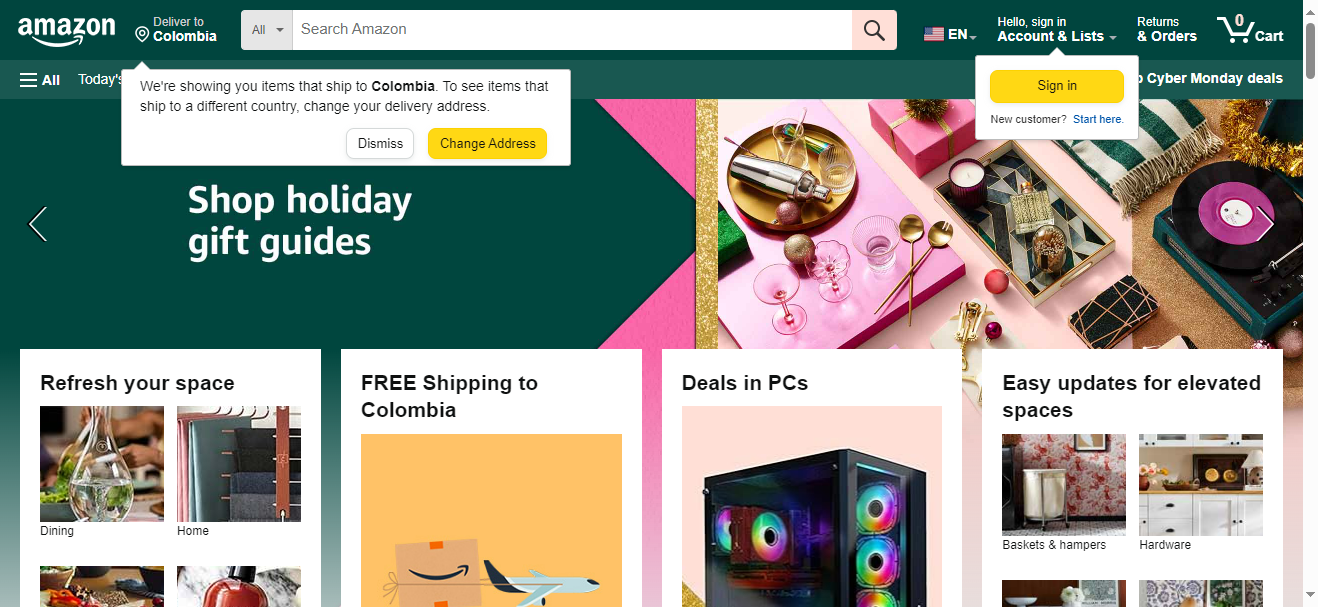 amazon
Deliver to
Colombia
All
Search Amazon
EN
Hello, sign in
Account & Lists
Returns
& Orders
0
Cart
All
Today's
Cyber Monday deals
We're showing you items that ship to Colombia. To see items that
ship to a different country, change your delivery address.
Dismiss
Change Address
Sign in
New customer? Start here.
Shop holiday
gift guides
Refresh your space
Dining
Home
FREE Shipping to
Colombia
Deals in PCs
Easy updates for elevated
spaces
Baskets & hampers
Hardware